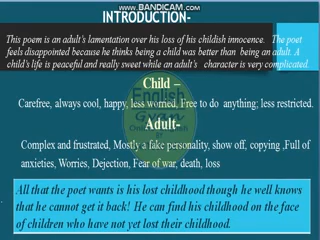 www.BANDICAM.com
INTRODUCTION-
This poem is an adult's lamentation over his loss of his childish innocence. The poet
feels disappointed because he thinks being a child was better than being an adult. A
child's life is peaceful and really sweet while an adult's character is very complicated.
Child –
Carefree, always cool, happy, less worried, Free to do anything; less restricted.
Adult-
Complex and frustrated, Mostly a fake personality, show off, copying ,Full of
anxieties, Worries, Dejection, Fear of war, death, loss
All that the poet wants is his lost childhood though he well knows
that he cannot get it back! He can find his childhood on the face
of children who have not yet lost their childhood.